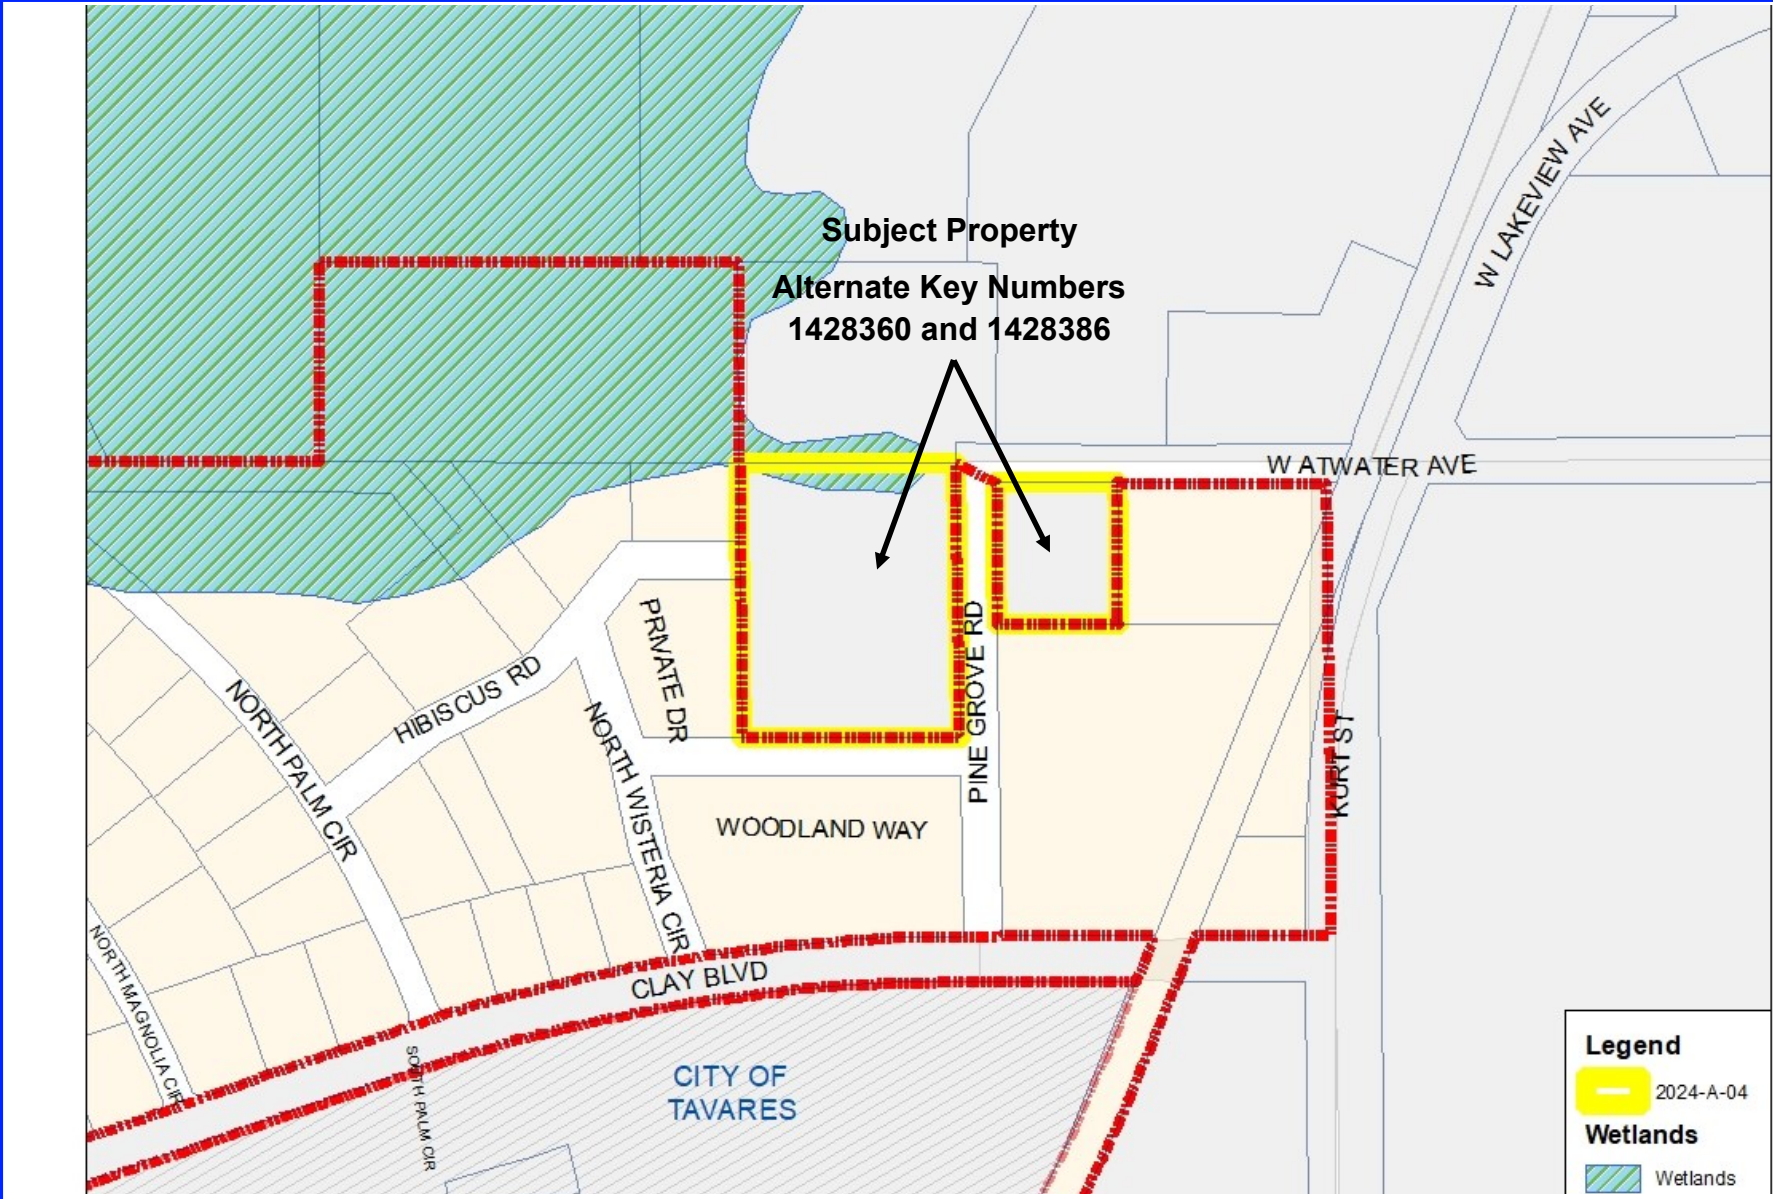 Subject Property
Alternate Key Numbers
1428360 and 1428386
W LAKEVIEW AVE
W ATWATER AVE
PRIVATE DR
PINE GROVE RD
HIBISCUS RD
NORTH PALM CIR
NORTH WISTERIA CIR
KURT ST
WOODLAND WAY
NORTH MAGNOLIA CIR
CLAY BLVD
SOUTH PALM CIR
CITY OF
TAVARES
Legend
2024-A-04
Wetlands
Wetlands